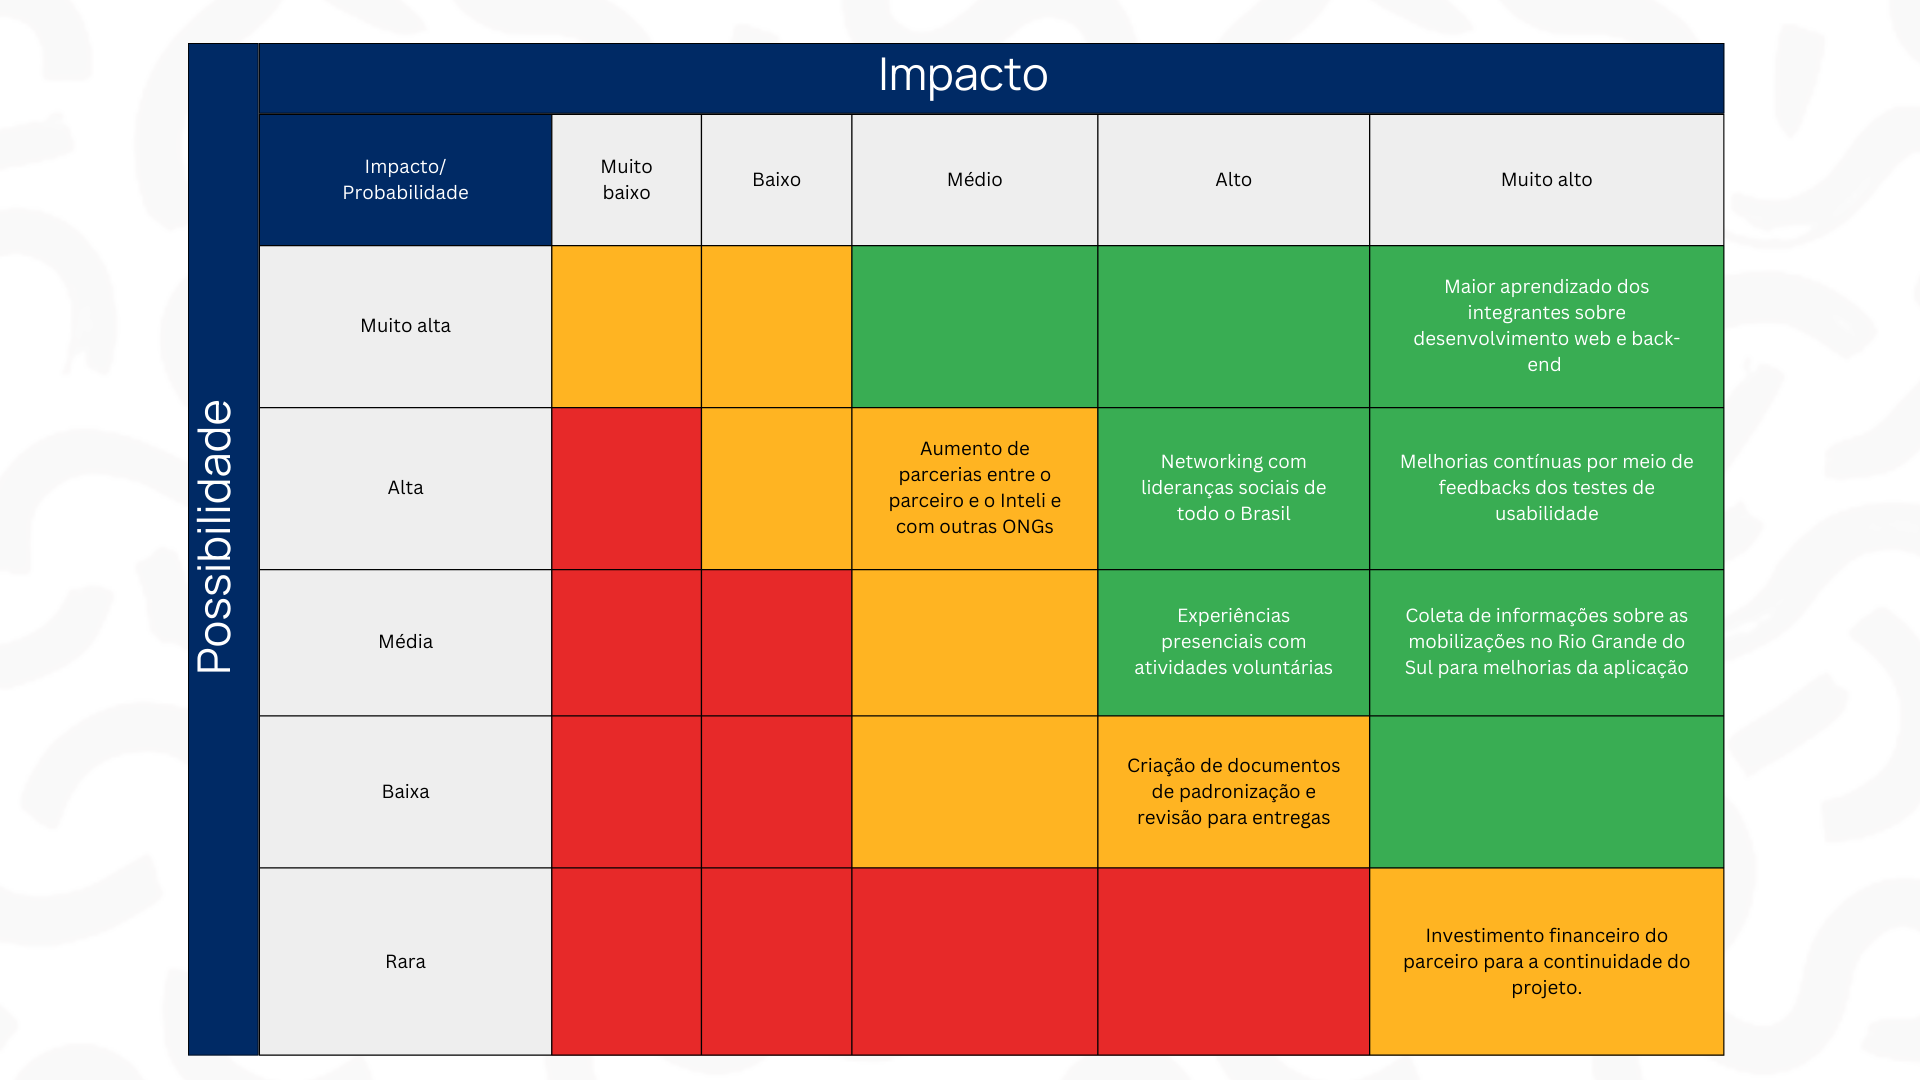 Impacto
Possibilidade
Impacto/
Probabilidade
Muito
baixo
Baixo
Médio
Alto
Muito alto
Muito alta
Maior aprendizado dos
integrantes sobre
desenvolvimento web e back-
end
Alta
Aumento de
parcerias entre o
parceiro e o Inteli e
com outras ONGs
Networking com
lideranças sociais de
todo o Brasil
Melhorias contínuas por meio de
feedbacks dos testes de
usabilidade
Média
Experiências
presenciais com
atividades voluntárias
Coleta de informações sobre as
mobilizações no Rio Grande do
Sul para melhorias da aplicação
Baixa
Criação de documentos
de padronização e
revisão para entregas
Rara
Investimento financeiro do
parceiro para a continuidade do
projeto.